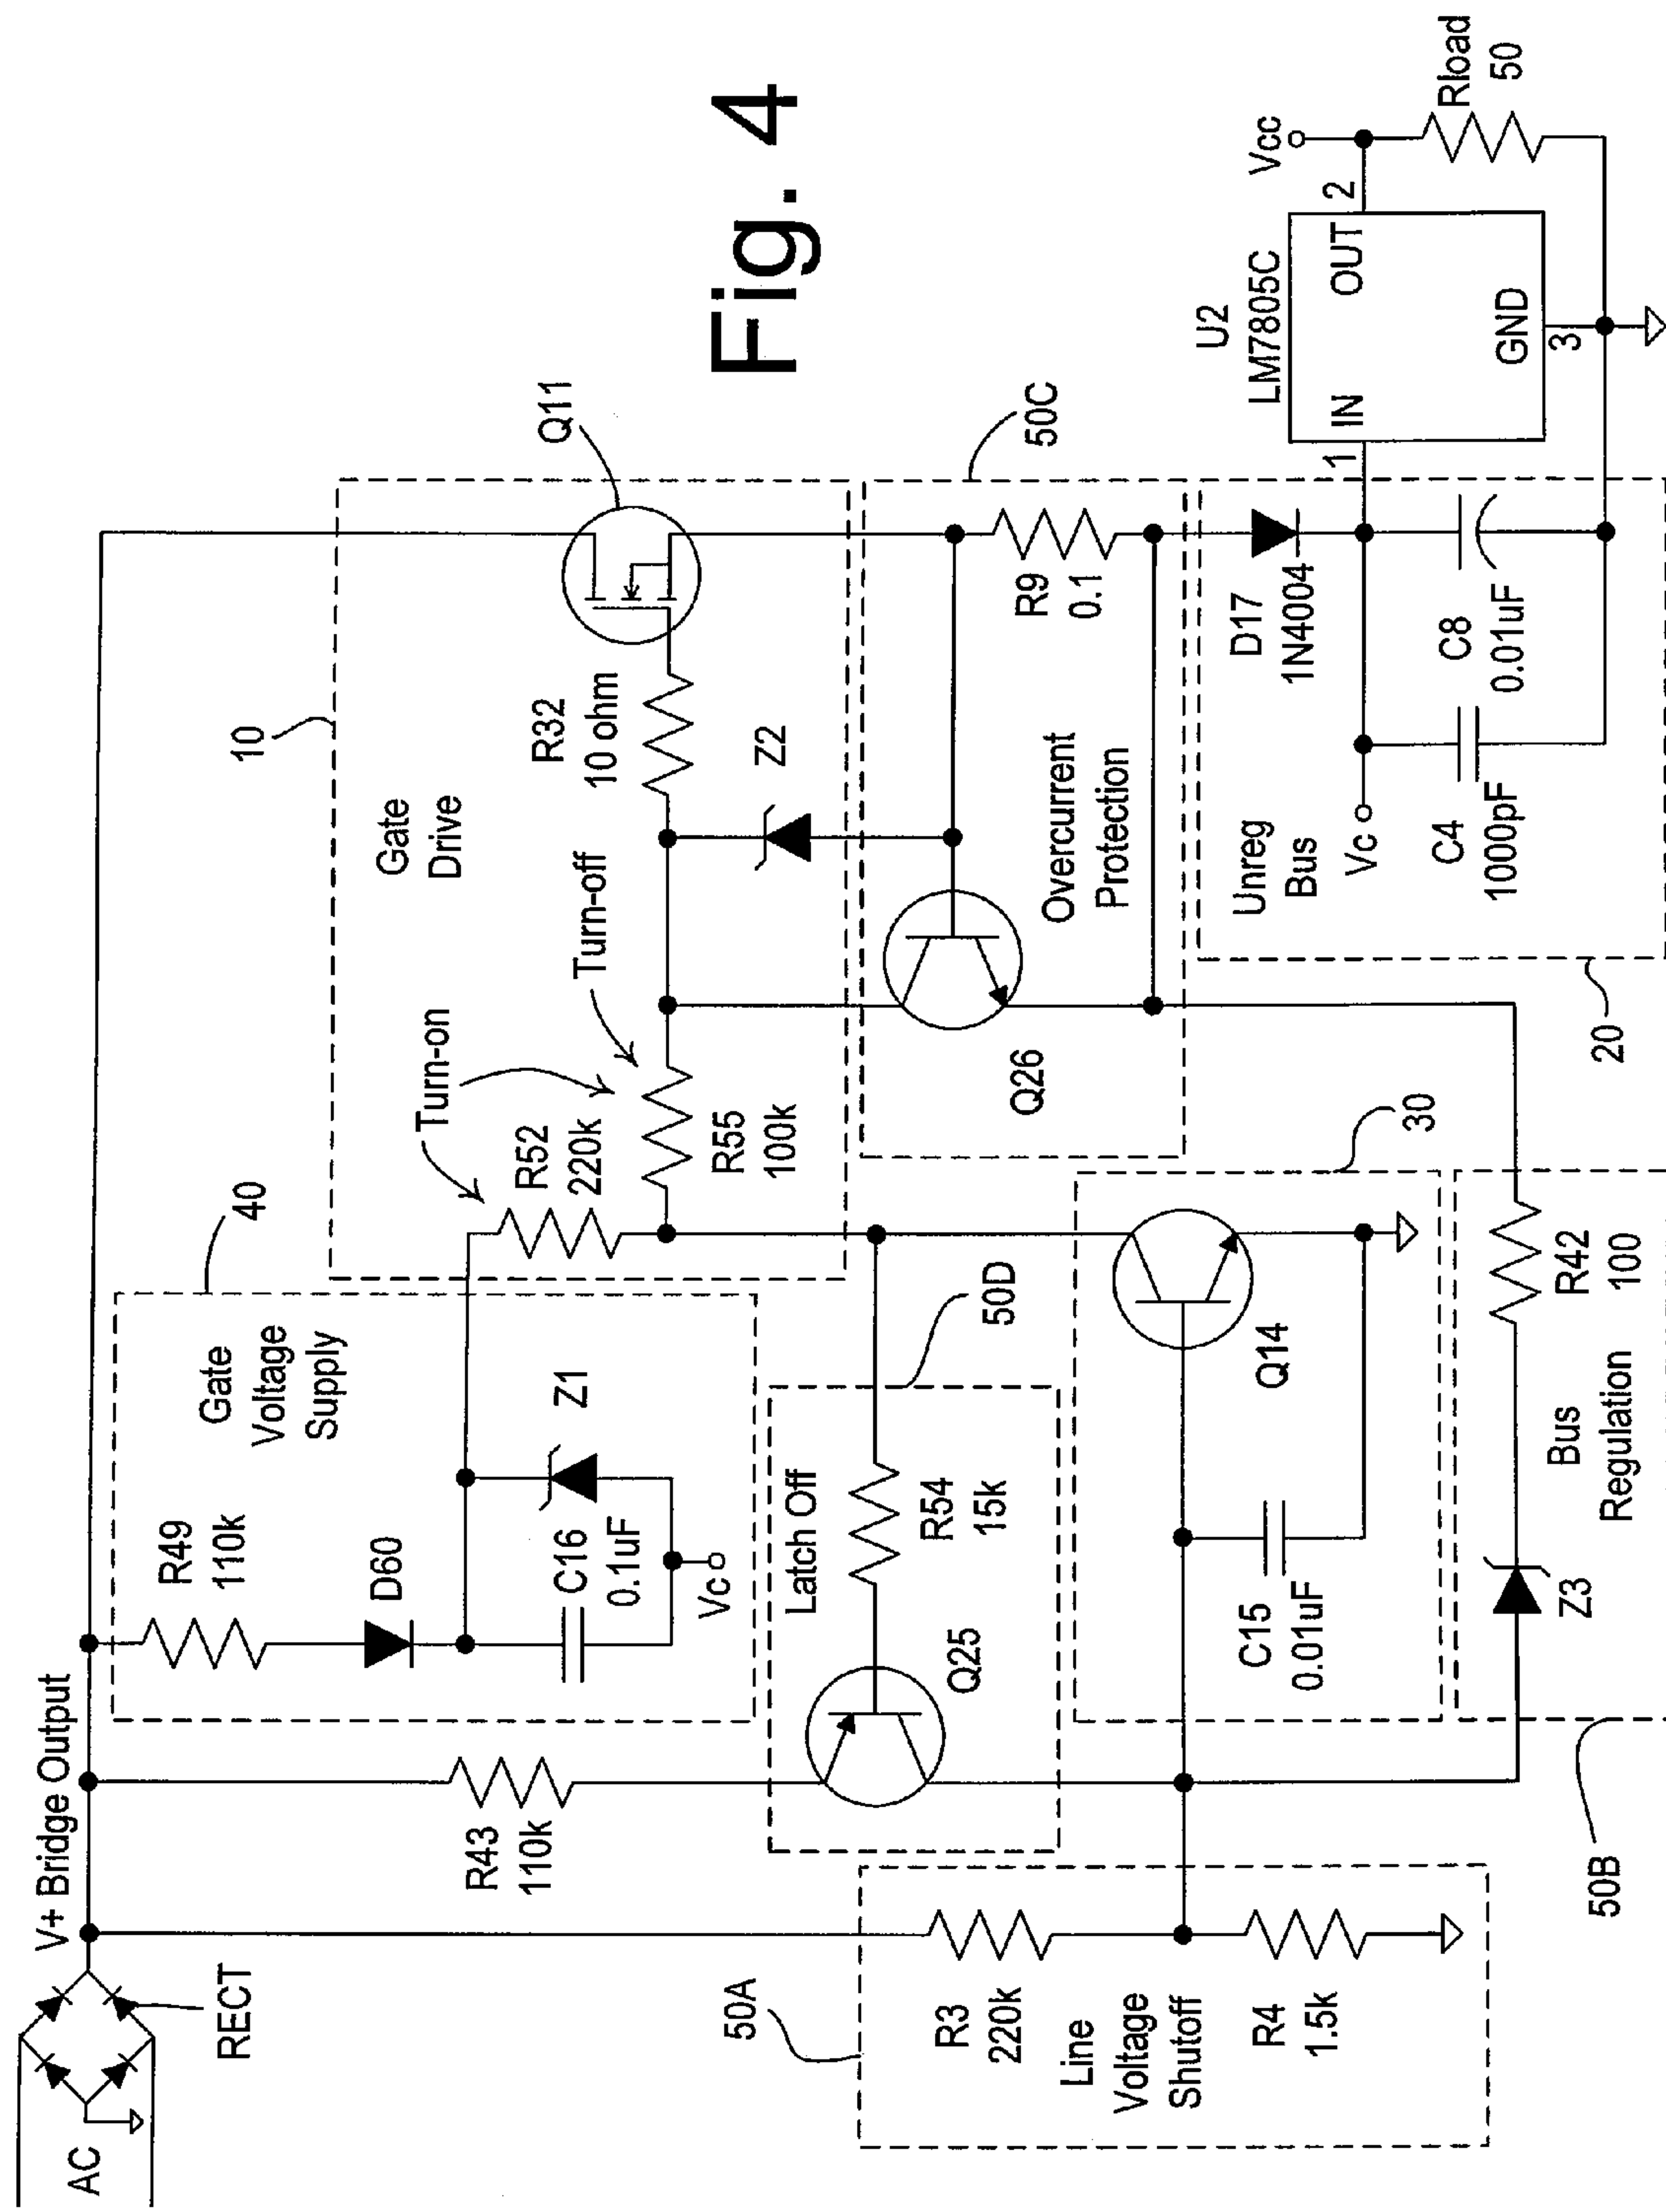 V+ Bridge Output
AC
RECT
R43
110k
50A
R3
220k
Line
Voltage
Shutoff
R4
1.5k
40
R49
110k
D60
Gate
Voltage
Supply
C16
0.1uF
Z1
Vc
Latch Off
Q25
R54
15k
50D
10
Gate
Drive
Turn-on
Turn-off
R52
220k
R55
100k
R32
10 ohm
Z2
Q11
Q26
Overcurrent
Protection
R9
0.1
50C
Q14
C15
0.01uF
30
Z3
Bus
Regulation
R42
100
50B
Unreg
Bus
Vc
C4
1000pF
D17
1N4004
C8
0.01uF
20
U2
LM7805C
1
IN
OUT
2
GND
3
Vcc
Rload
50
Fig. 4